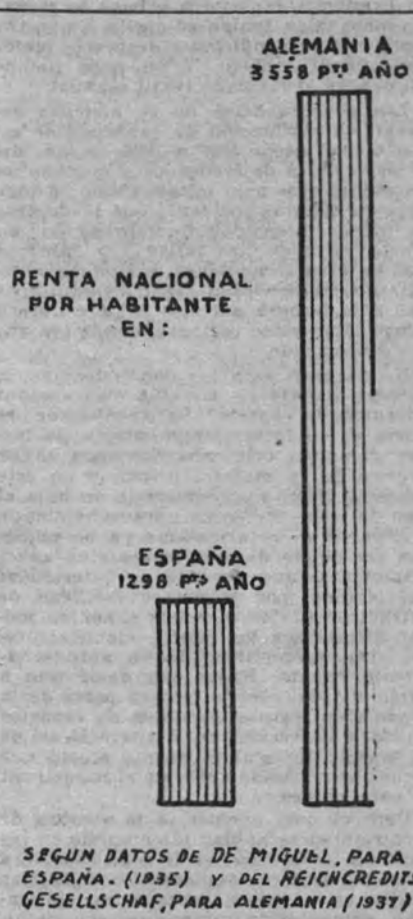 ALEMANIA
3558 PTS AÑO
RENTA NACIONAL
POR HABITANTE
EN:
ESPAÑA
1298 PTS AÑO
SEGUN DATOS DE DE MIGUEL, PARA
ESPAÑA. (1935) Y DEL REICHCREDITS
GESELLSCHAF, PARA ALEMANIA (1937)